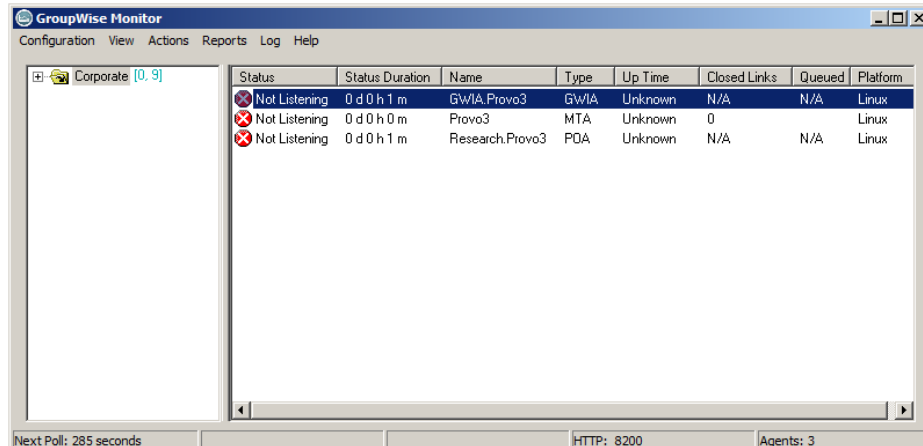 GroupWise Monitor
Configuration View Actions Reports Log Help
Corporate [0, 9]
Status Status Duration Name Type Up Time Closed Links Queued Platform
Not Listening 0 d 0 h 1 m GWIA.Provo3 GWIA Unknown N/A N/A Linux
Not Listening 0 d 0 h 0 m Provo3 MTA Unknown 0 Linux
Not Listening 0 d 0 h 1 m Research.Provo3 POA Unknown N/A N/A Linux
Next Poll: 285 seconds HTTP: 8200 Agents: 3